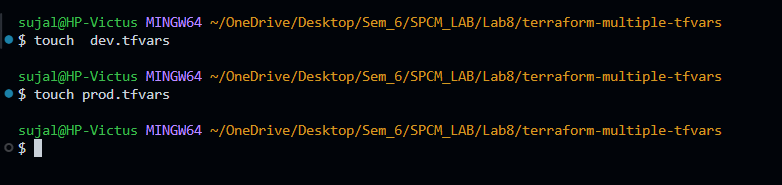 sujal@HP-Victus MINGW64 ~/OneDrive/Desktop/Sem_6/SPCM_LAB/Lab8/terraform-multiple-tfvars
$ touch  dev.tfvars
sujal@HP-Victus MINGW64 ~/OneDrive/Desktop/Sem_6/SPCM_LAB/Lab8/terraform-multiple-tfvars
$ touch prod.tfvars
sujal@HP-Victus MINGW64 ~/OneDrive/Desktop/Sem_6/SPCM_LAB/Lab8/terraform-multiple-tfvars
$